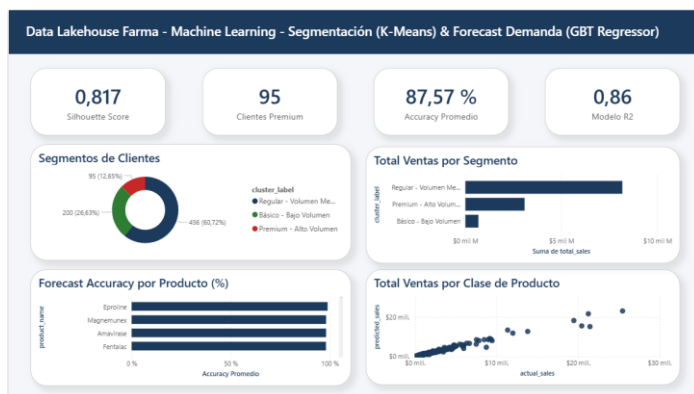 Data Lakehouse Farma - Machine Learning - Segmentación (K-Means) & Forecast Demanda (GBT Regressor)
0,817
Silhouette Score
95
Clientes Premium
87,57 %
Accuracy Promedio
0,86
Modelo R2
Segmentos de Clientes
95 (12,65%)
200 (26,63%)
456 (60,72%)
cluster_label
Regular - Volumen Me...
Básico - Bajo Volumen
Premium - Alto Volumen
Total Ventas por Segmento
cluster_label
Regular - Volumen Me...
Premium - Alto Volum...
Básico - Bajo Volumen
$0 mil M
$5 mil M
$10 mil M
Suma de total_sales
Forecast Accuracy por Producto (%)
product_name
Eproline
Magnemunex
Amavirase
Fentalac
0 %
50 %
100 %
Accuracy Promedio
Total Ventas por Clase de Producto
predicted_sales
$20 mill.
$0 mill.
$0 mill.
$10 mill.
$20 mill.
$30 mill.
actual_sales